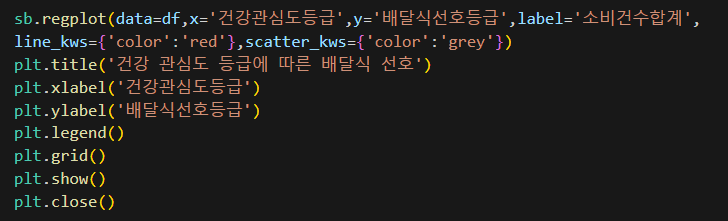 sb.regplot(data=df,x='건강관심도등급',y='배달식선호등급',label='소비건수합계',
line_kws={'color':'red'},scatter_kws={'color':'grey'})
plt.title('건강 관심도 등급에 따른 배달식 선호')
plt.xlabel('건강관심도등급')
plt.ylabel('배달식선호등급')
plt.legend()
plt.grid()
plt.show()
plt.close()